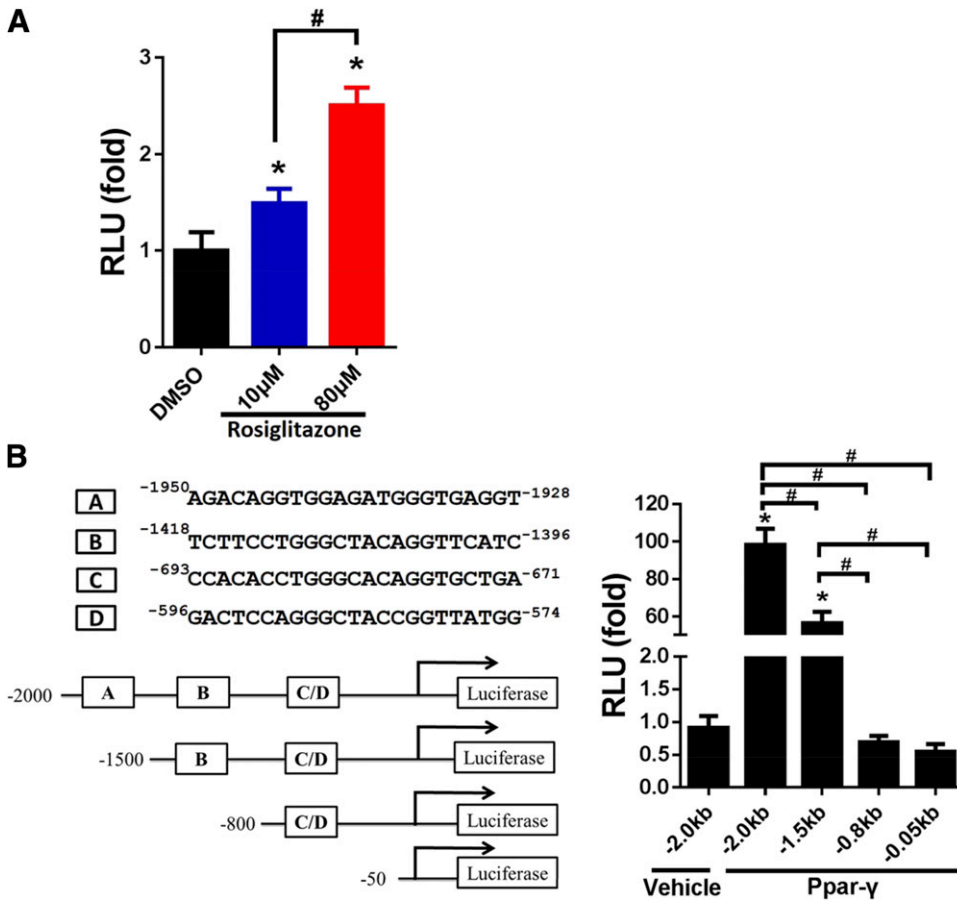 A
#
3
*
2
*
1
0
RLU (fold)
DMSO
10µM
80µM
Rosiglitazone
B
A -1950AGACAGGTGGAGATGGGTGAGGT-1928
B -1418TCTTCCTGGGCTACAGGTTCATC-1396
C -693CCACACCTGGGCACAGGTGCTGA-671
D -596GACTCCAGGGCTACCGGTTATGG-574
-2000 A B C/D Luciferase
-1500 B C/D Luciferase
-800 C/D Luciferase
-50 Luciferase
#
#
#
#
#
*
*
120
100
80
60
2.0
1.5
1.0
0.5
0.0
RLU (fold)
-2.0kb
-2.0kb
-1.5kb
-0.8kb
-0.05kb
Vehicle
Ppar-γ